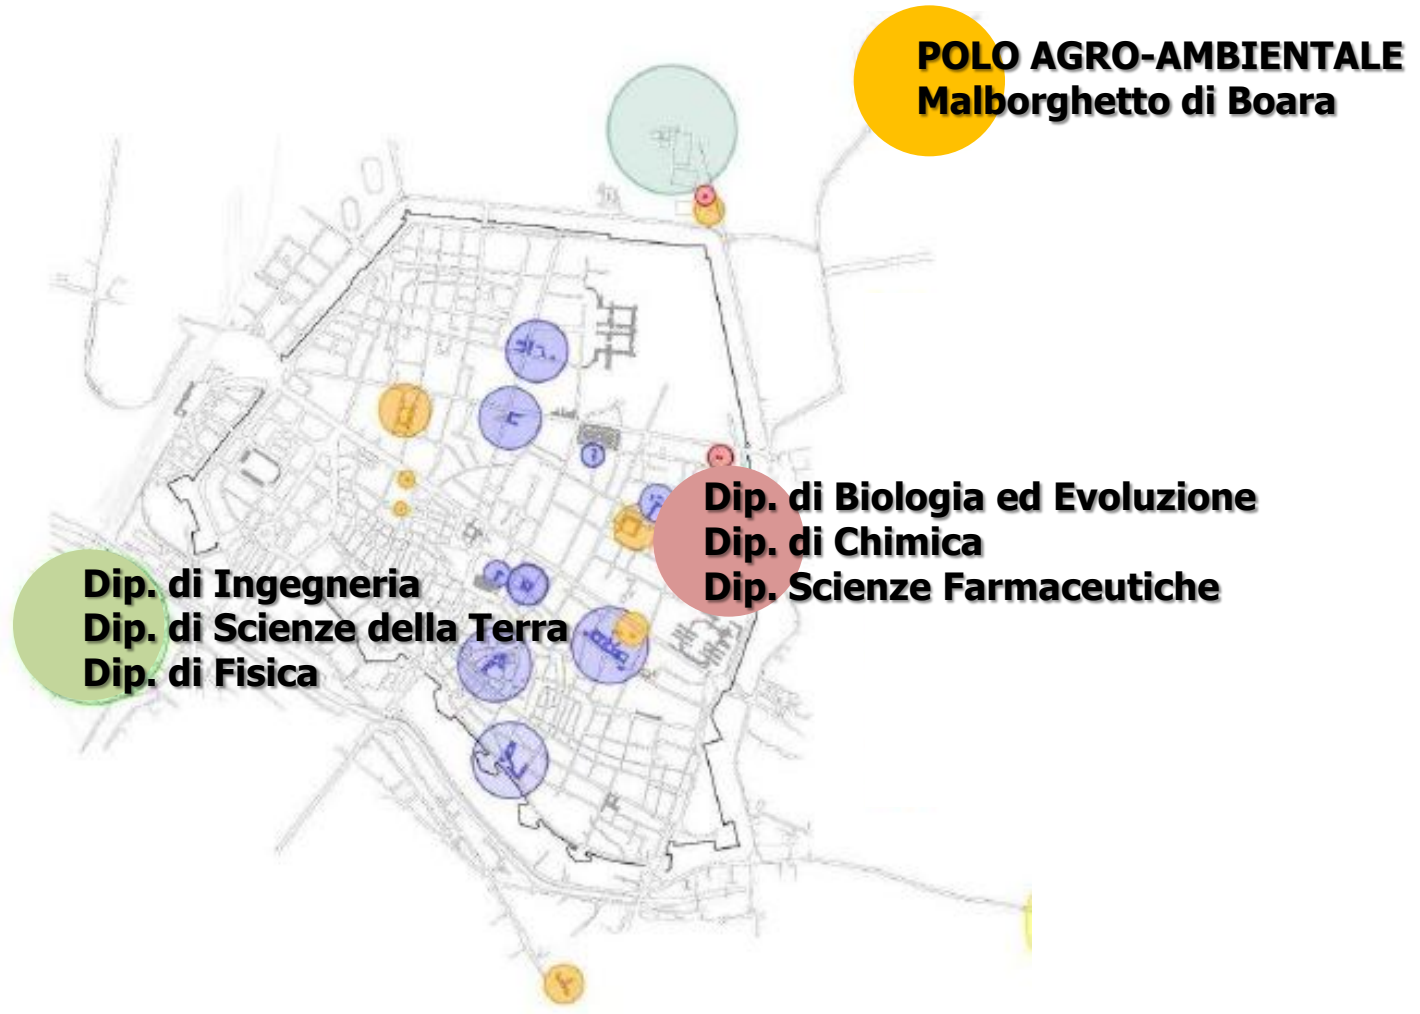 POLO AGRO-AMBIENTALE
Malborghetto di Boara
Dip. di Biologia ed Evoluzione
Dip. di Chimica
Dip. Scienze Farmaceutiche
Dip. di Ingegneria
Dip. di Scienze della Terra
Dip. di Fisica